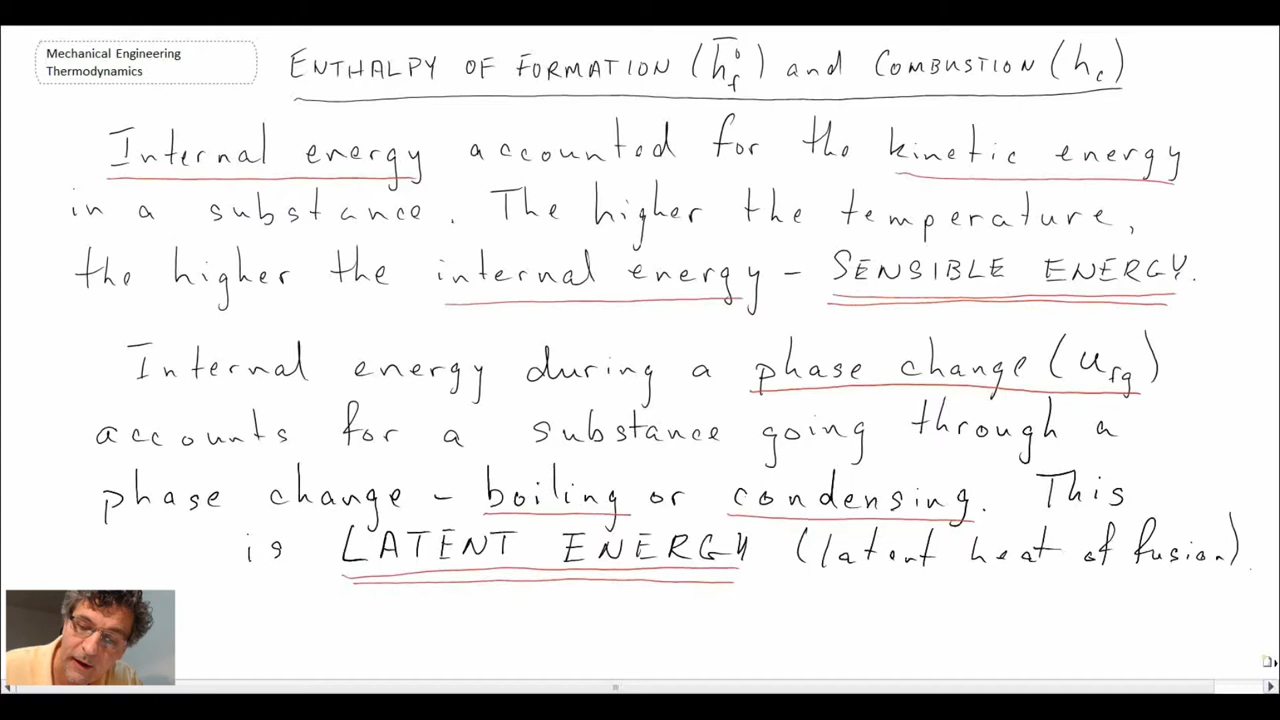 Mechanical Engineering
Thermodynamics
ENTHALPY OF FORMATION (h̄°f) and COMBUSTION (hc)
Internal energy accounted for the kinetic energy
in a substance. The higher the temperature,
the higher the internal energy - SENSIBLE ENERGY.
Internal energy during a phase change (ufg)
accounts for a substance going through a
phase change - boiling or condensing. This
is LATENT ENERGY (latent heat of fusion).